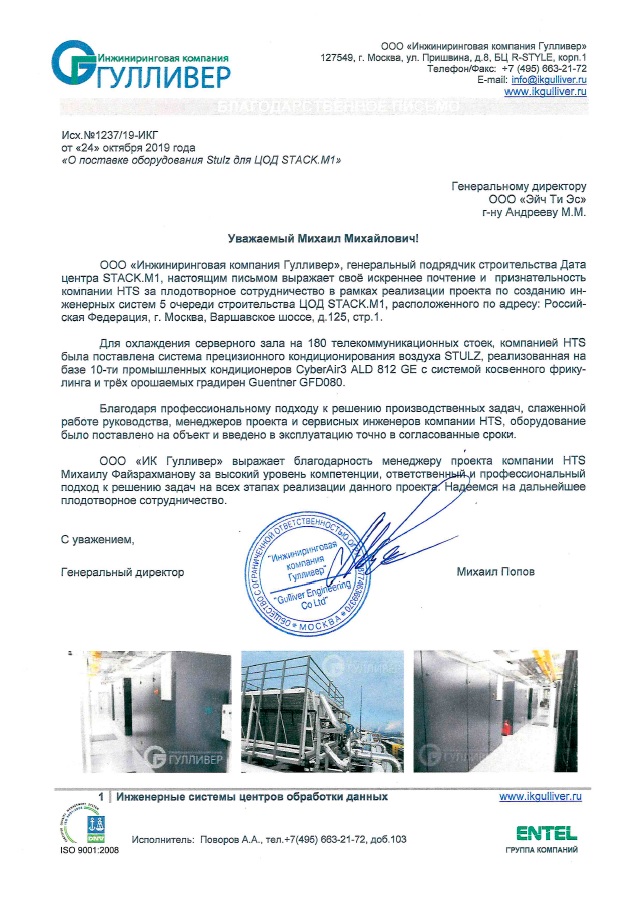 Инжиниринговая компания
ГУЛЛИВЕР
ООО «Инжиниринговая компания Гулливер»
127549, г. Москва, ул. Пришвина, д.8, БЦ R-STYLE, корп.1
Телефон/Факс: +7 (495) 663-21-72
E-mail: info@ikgulliver.ru
www.ikgulliver.ru
БЛАГОДАРСТВЕННОЕ ПИСЬМО
Исх.№1237/19-ИКГ
от «24» октября 2019 года
«О поставке оборудования Stulz для ЦОД STACK.M1»
Генеральному директору
ООО «Эйч Ти Эс»
г-ну Андрееву М.М.
Уважаемый Михаил Михайлович!
ООО «Инжиниринговая компания Гулливер», генеральный подрядчик строительства Дата
центра STACK.M1, настоящим письмом выражает своё искреннее почтение и признательность
компании HTS за плодотворное сотрудничество в рамках реализации проекта по созданию ин-
женерных систем 5 очереди строительства ЦОД STACK.M1, расположенного по адресу: Россий-
ская Федерация, г. Москва, Варшавское шоссе, д.125, стр.1.
Для охлаждения серверного зала на 180 телекоммуникационных стоек, компанией HTS
была поставлена система прецизионного кондиционирования воздуха STULZ, реализованная на
базе 10-ти промышленных кондиционеров CyberAir3 ALD 812 GE с системой косвенного фрику-
линга и трёх орошаемых градирен Guentner GFD080.
Благодаря профессиональному подходу к решению производственных задач, слаженной
работе руководства, менеджеров проекта и сервисных инженеров компании HTS, оборудование
было поставлено на объект и введено в эксплуатацию точно в согласованные сроки.
ООО «ИК Гулливер» выражает благодарность менеджеру проекта компании HTS
Михаилу Файзрахманову за высокий уровень компетенции, ответственный и профессиональный
подход к решению задач на всех этапах реализации данного проекта. Надеемся на дальнейшее
плодотворное сотрудничество.
С уважением,
Генеральный директор
Михаил Попов
ОБЩЕСТВО С ОГРАНИЧЕННОЙ ОТВЕТСТВЕННОСТЬЮ
"Инжиниринговая
компания
Гулливер"
"Gulliver Engineering
Co Ltd"
МОСКВА
ГУЛЛИВЕР
ГУЛЛИВЕР
ГУЛЛИВЕР
1 | Инженерные системы центров обработки данных
www.ikgulliver.ru
DNV
ISO 9001:2008
Исполнитель: Поворов А.А., тел.+7(495) 663-21-72, доб.103
ENTEL
ГРУППА КОМПАНИЙ